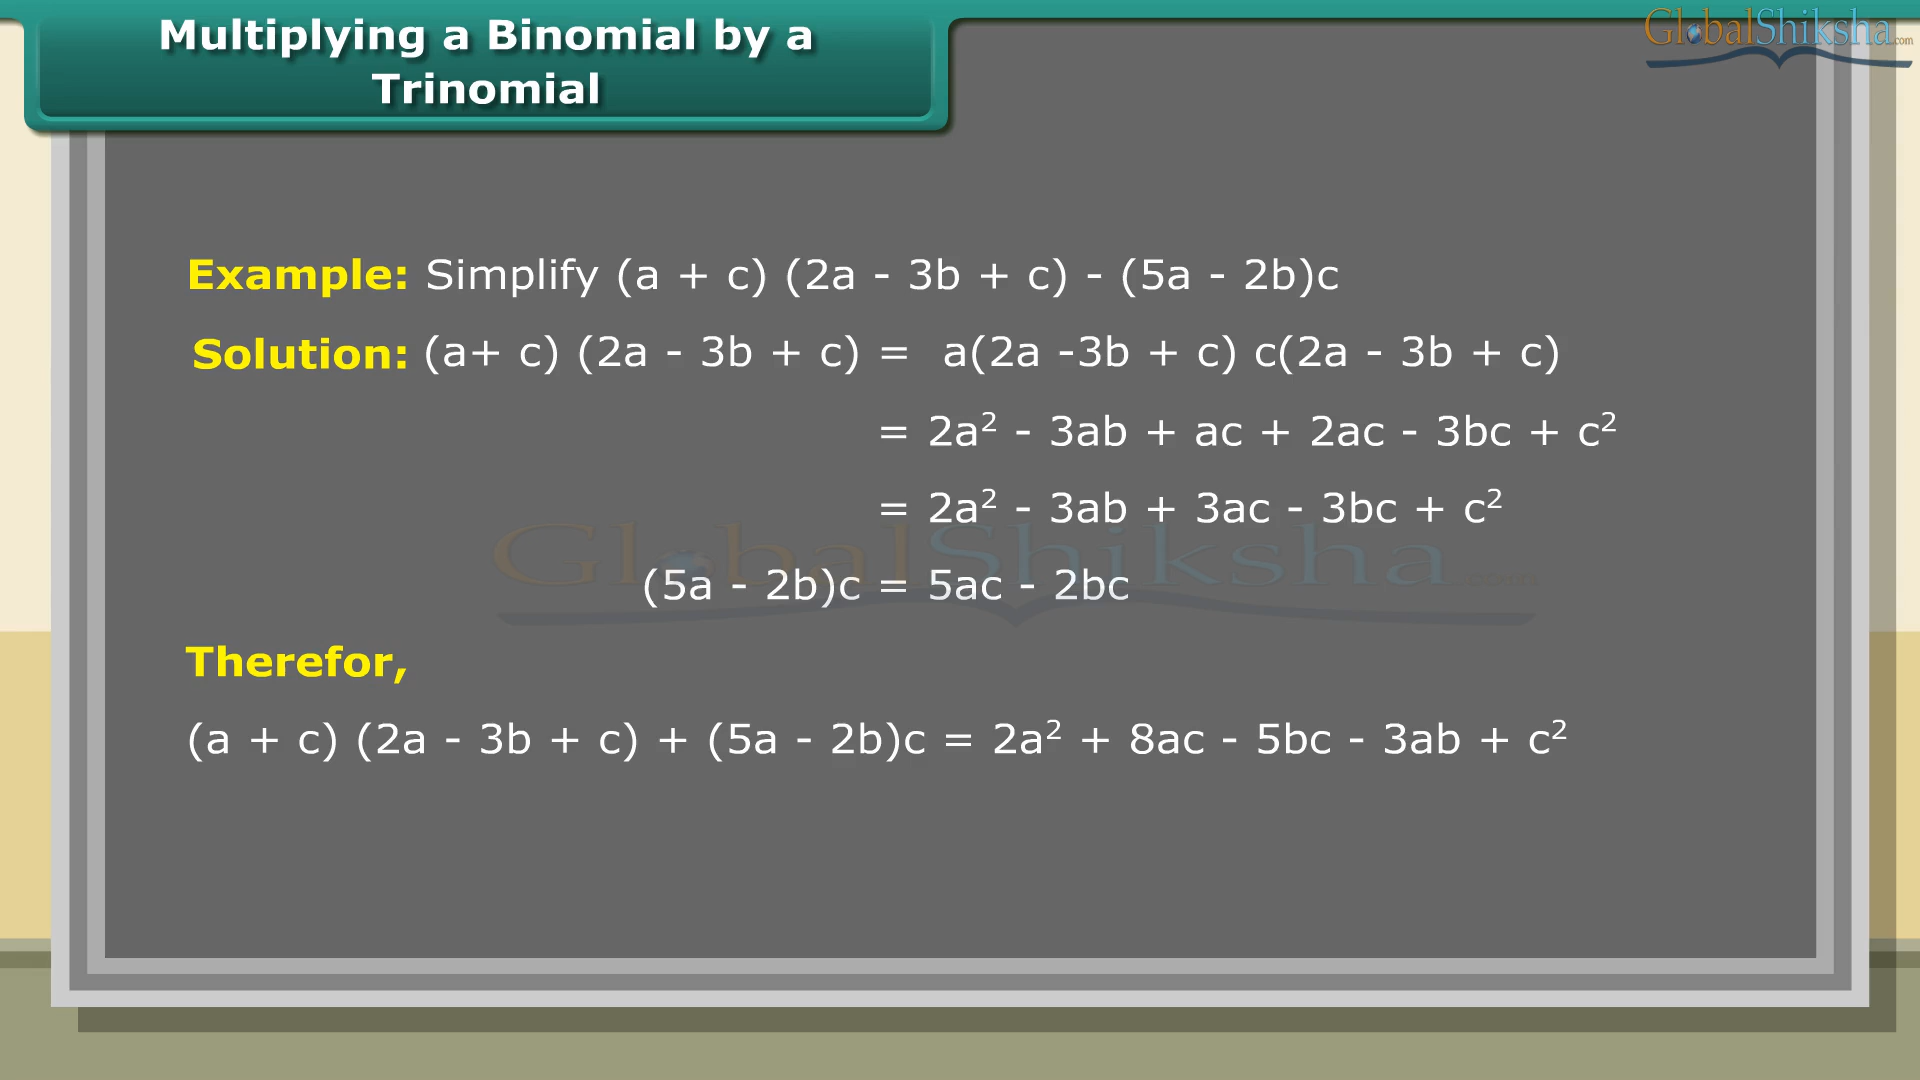 Multiplying a Binomial by a
Trinomial
GlobalShiksha.com
Example: Simplify (a + c) (2a - 3b + c) - (5a - 2b)c
Solution: (a+ c) (2a - 3b + c) = a(2a -3b + c) c(2a - 3b + c)
= 2a² - 3ab + ac + 2ac - 3bc + c²
= 2a² - 3ab + 3ac - 3bc + c²
GlobalShiksha.com
(5a - 2b)c = 5ac - 2bc
Therefor,
(a + c) (2a - 3b + c) + (5a - 2b)c = 2a² + 8ac - 5bc - 3ab + c²